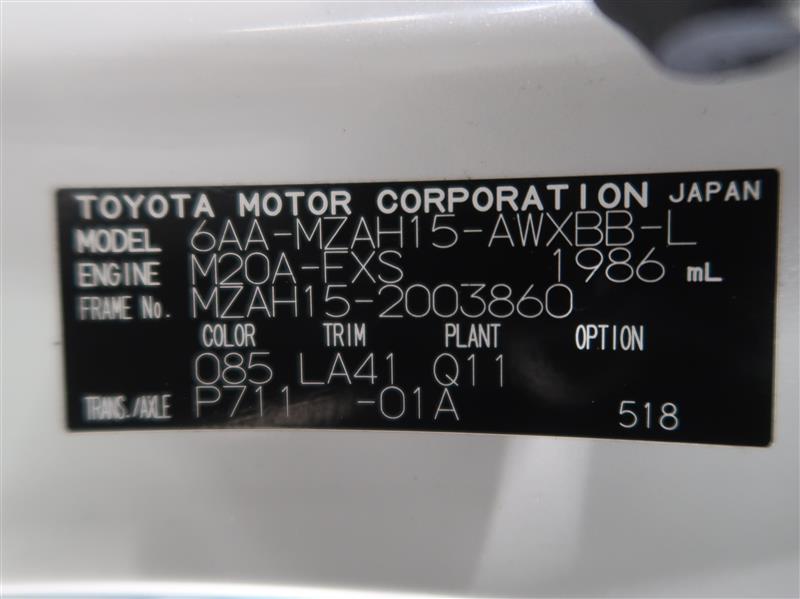 TOYOTA MOTOR CORPORATION JAPAN
MODEL 6AA-MZAH15-AWXBB-L
ENGINE M20A-FXS 1986 mL
FRAME No. MZAH15-2003860
COLOR TRIM PLANT OPTION
085 LA41 Q11
TRANS./AXLE P711 -01A 518